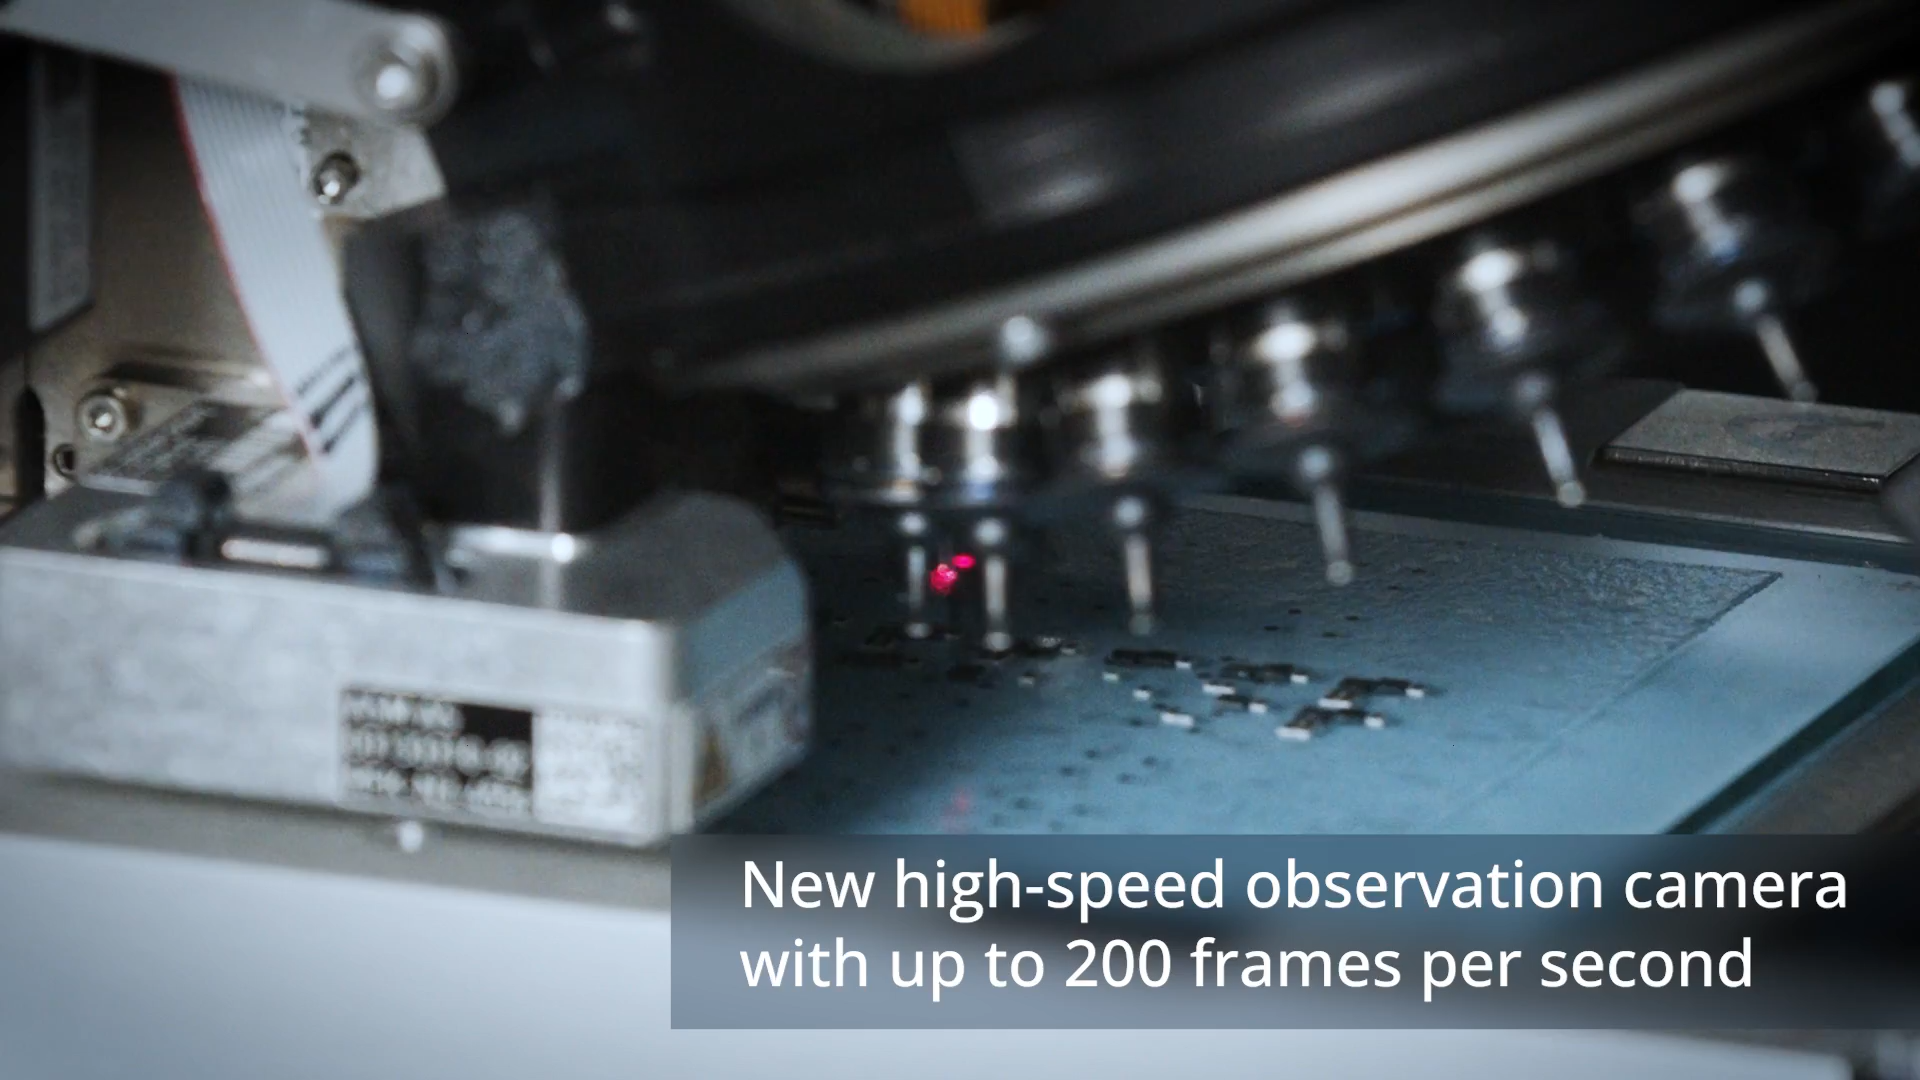 New high-speed observation camera
with up to 200 frames per second